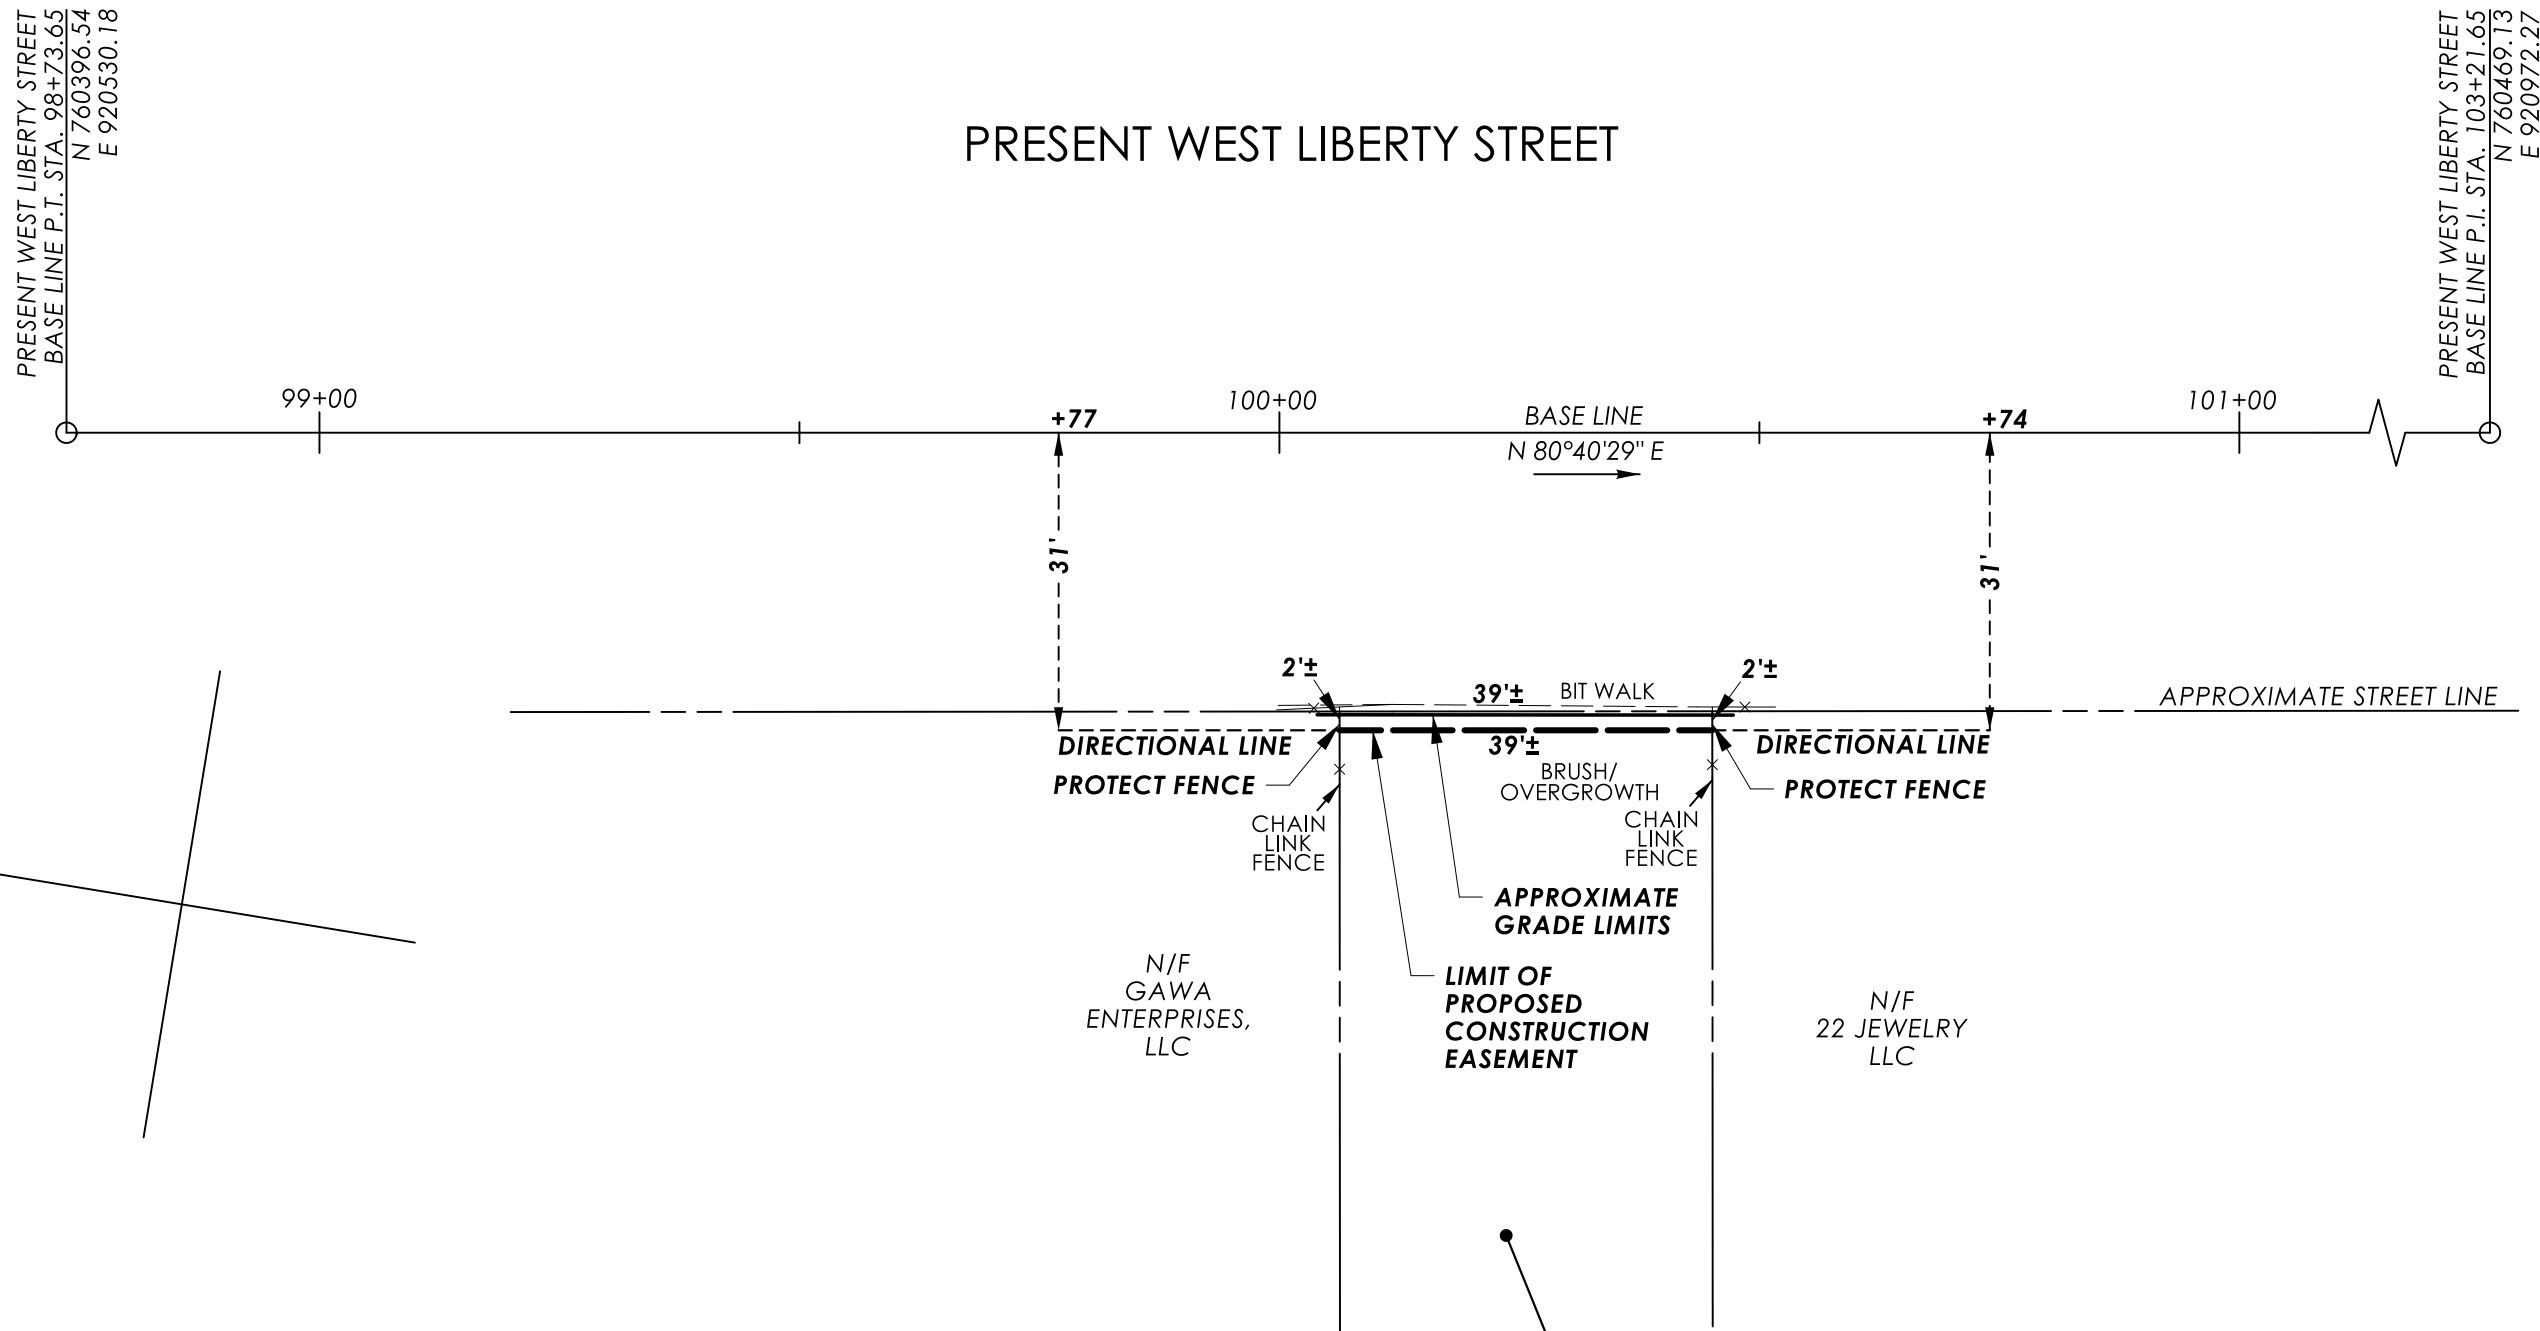 PRESENT WEST LIBERTY STREET
BASE LINE P.T. STA. 98+73.65
N 760396.54
E 920530.18
PRESENT WEST LIBERTY STREET
PRESENT WEST LIBERTY STREET
BASE LINE P.I. STA. 103+21.65
N 760469.13
E 920972.27
99+00
+77
100+00
BASE LINE
N 80°40'29" E
+74
101+00
31'
31'
2'±
39'±
BIT WALK
2'±
APPROXIMATE STREET LINE
DIRECTIONAL LINE
39'±
DIRECTIONAL LINE
PROTECT FENCE
BRUSH/
OVERGROWTH
PROTECT FENCE
CHAIN
LINK
FENCE
CHAIN
LINK
FENCE
APPROXIMATE
GRADE LIMITS
LIMIT OF
PROPOSED
CONSTRUCTION
EASEMENT
N/F
GAWA
ENTERPRISES,
LLC
N/F
22 JEWELRY
LLC